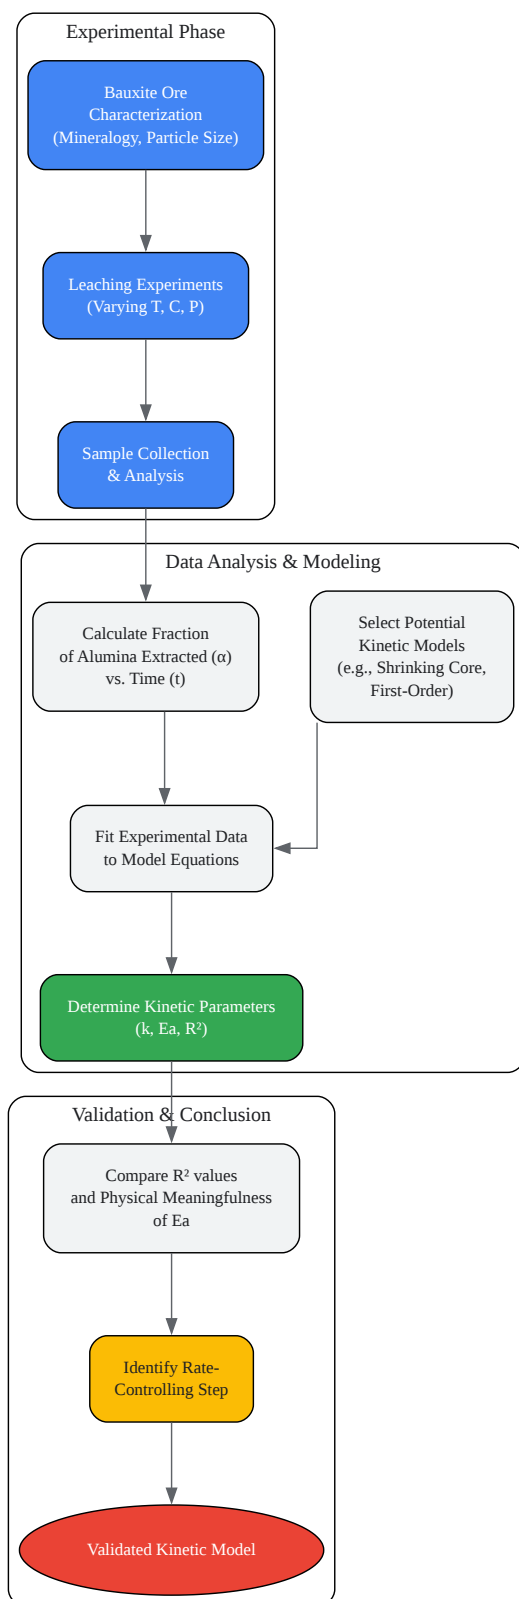 Experimental Phase
Bauxite Ore
Characterization
(Mineralogy, Particle Size)
Leaching Experiments
(Varying T, C, P)
Sample Collection
& Analysis
Data Analysis & Modeling
Calculate Fraction
of Alumina Extracted (α)
vs. Time (t)
Select Potential
Kinetic Models
(e.g., Shrinking Core,
First-Order)
Fit Experimental Data
to Model Equations
Determine Kinetic Parameters
(k, Ea, R²)
Validation & Conclusion
Compare R² values
and Physical Meaningfulness
of Ea
Identify Rate-
Controlling Step
Validated Kinetic Model